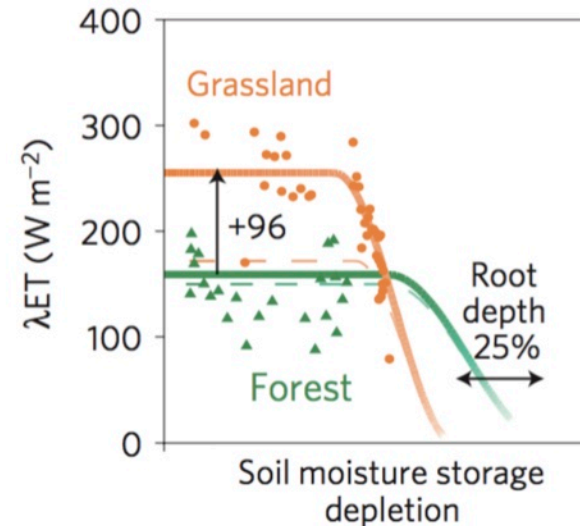 400
Grassland
300
λET (W m⁻²)
200
+96
Root
depth
25%
100
Forest
0
Soil moisture storage
depletion